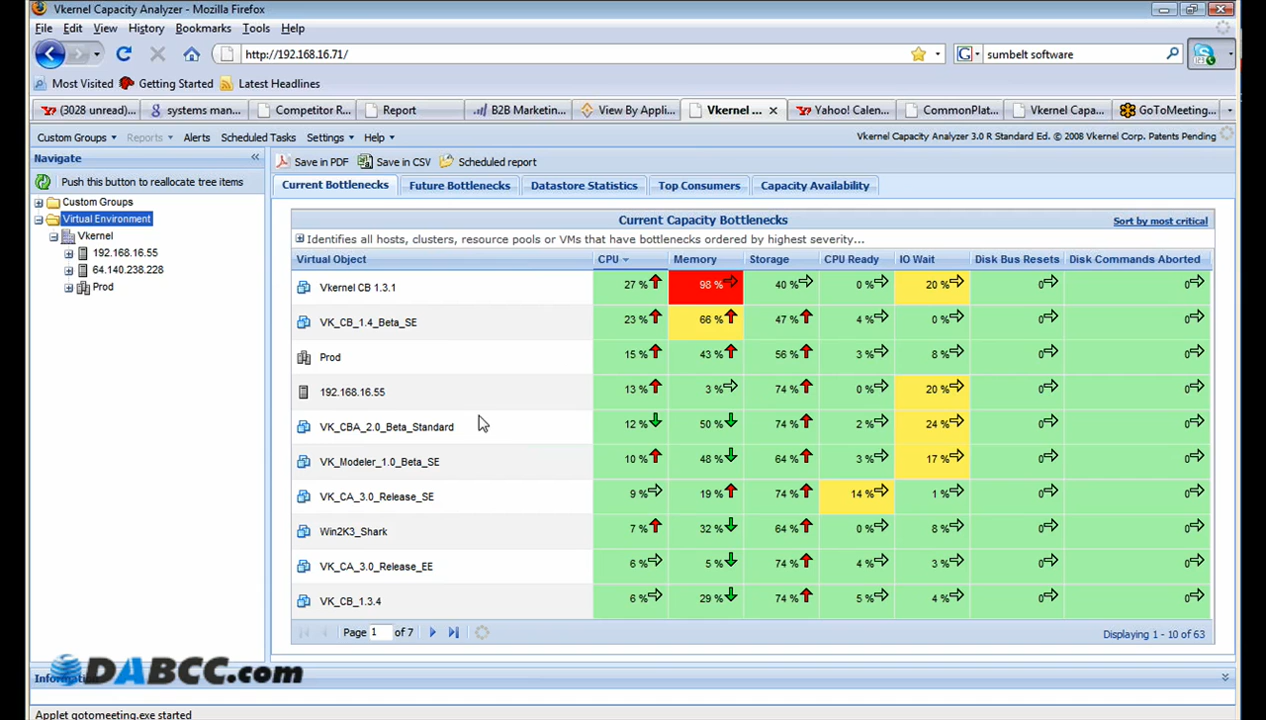 Vkernel Capacity Analyzer - Mozilla Firefox
File Edit View History Bookmarks Tools Help
http://192.168.16.71/
sumbelt software
Most Visited Getting Started Latest Headlines
(3028 unread)... systems man... Competitor R... Report B2B Marketin... View By Appli... Vkernel ... Yahoo! Calen... CommonPlat... Vkernel Capa... GoToMeeting...
Custom Groups Reports Alerts Scheduled Tasks Settings Help
Vkernel Capacity Analyzer 3.0 R Standard Ed. © 2008 Vkernel Corp. Patents Pending
Navigate
Push this button to reallocate tree items
Custom Groups
Virtual Environment
Vkernel
192.168.16.55
64.140.238.228
Prod
Save in PDF Save in CSV Scheduled report
Current Bottlenecks Future Bottlenecks Datastore Statistics Top Consumers Capacity Availability
Current Capacity Bottlenecks
Sort by most critical
Identifies all hosts, clusters, resource pools or VMs that have bottlenecks ordered by highest severity...
Virtual Object CPU Memory Storage CPU Ready IO Wait Disk Bus Resets Disk Commands Aborted
Vkernel CB 1.3.1 27 % 98 % 40 % 0 % 20 % 0 0
VK_CB_1.4_Beta_SE 23 % 66 % 47 % 4 % 0 % 0 0
Prod 15 % 43 % 56 % 3 % 8 % 0 0
192.168.16.55 13 % 3 % 74 % 0 % 20 % 0 0
VK_CBA_2.0_Beta_Standard 12 % 50 % 74 % 2 % 24 % 0 0
VK_Modeler_1.0_Beta_SE 10 % 48 % 64 % 3 % 17 % 0 0
VK_CA_3.0_Release_SE 9 % 19 % 74 % 14 % 1 % 0 0
Win2K3_Shark 7 % 32 % 64 % 0 % 8 % 0 0
VK_CA_3.0_Release_EE 6 % 5 % 74 % 4 % 3 % 0 0
VK_CB_1.3.4 6 % 29 % 74 % 5 % 4 % 0 0
Page 1 of 7
Displaying 1 - 10 of 63
DABCC.com
Applet gotomeeting.exe started